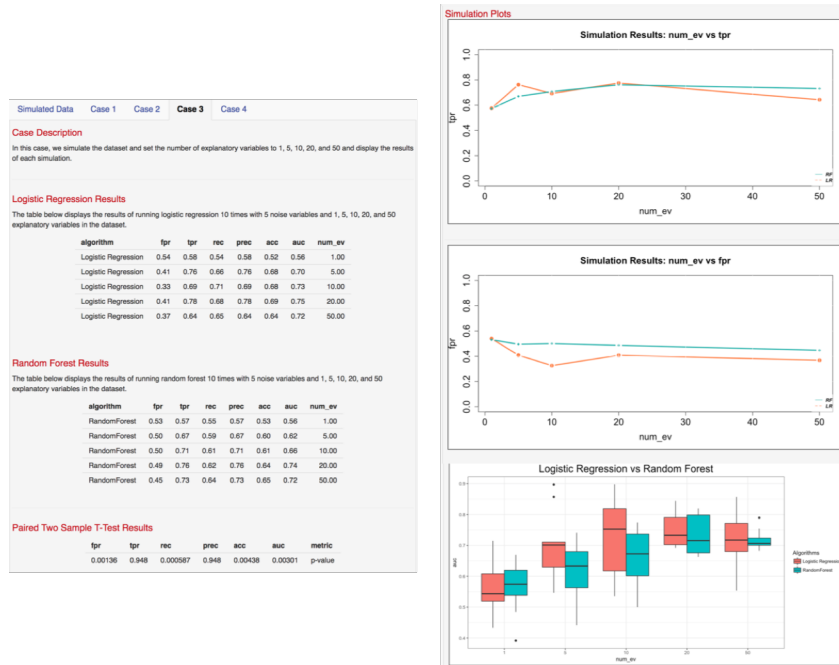 Simulated Data Case 1 Case 2 Case 3 Case 4
Case Description
In this case, we simulate the dataset and set the number of explanatory variables to 1, 5, 10, 20, and 50 and display the results
of each simulation.
Logistic Regression Results
The table below displays the results of running logistic regression 10 times with 5 noise variables and 1, 5, 10, 20, and 50
explanatory variables in the dataset.
algorithm fpr tpr rec prec acc auc num_ev
Logistic Regression 0.54 0.58 0.54 0.58 0.52 0.56 1.00
Logistic Regression 0.41 0.76 0.66 0.76 0.68 0.70 5.00
Logistic Regression 0.33 0.69 0.71 0.69 0.68 0.73 10.00
Logistic Regression 0.41 0.78 0.68 0.78 0.69 0.75 20.00
Logistic Regression 0.37 0.64 0.65 0.64 0.64 0.72 50.00
Random Forest Results
The table below displays the results of running random forest 10 times with 5 noise variables and 1, 5, 10, 20, and 50
explanatory variables in the dataset.
algorithm fpr tpr rec prec acc auc num_ev
RandomForest 0.53 0.57 0.55 0.57 0.53 0.56 1.00
RandomForest 0.50 0.67 0.59 0.67 0.60 0.62 5.00
RandomForest 0.50 0.71 0.61 0.71 0.61 0.66 10.00
RandomForest 0.49 0.76 0.62 0.76 0.64 0.74 20.00
RandomForest 0.45 0.73 0.64 0.73 0.65 0.72 50.00
Paired Two Sample T-Test Results
fpr tpr rec prec acc auc metric
0.00136 0.948 0.000587 0.948 0.00438 0.00301 p-value
Simulation Plots
Simulation Results: num_ev vs tpr
tpr
1.0
0.8
0.6
0.4
0.2
0.0
RF
LR
0 10 20 30 40 50
num_ev
Simulation Results: num_ev vs fpr
fpr
1.0
0.8
0.6
0.4
0.2
0.0
RF
LR
0 10 20 30 40 50
num_ev
Logistic Regression vs Random Forest
auc
0.9
0.8
0.7
0.6
0.5
0.4
1 5 10 20 50
num_ev
Algorithms
Logistic Regression
RandomForest